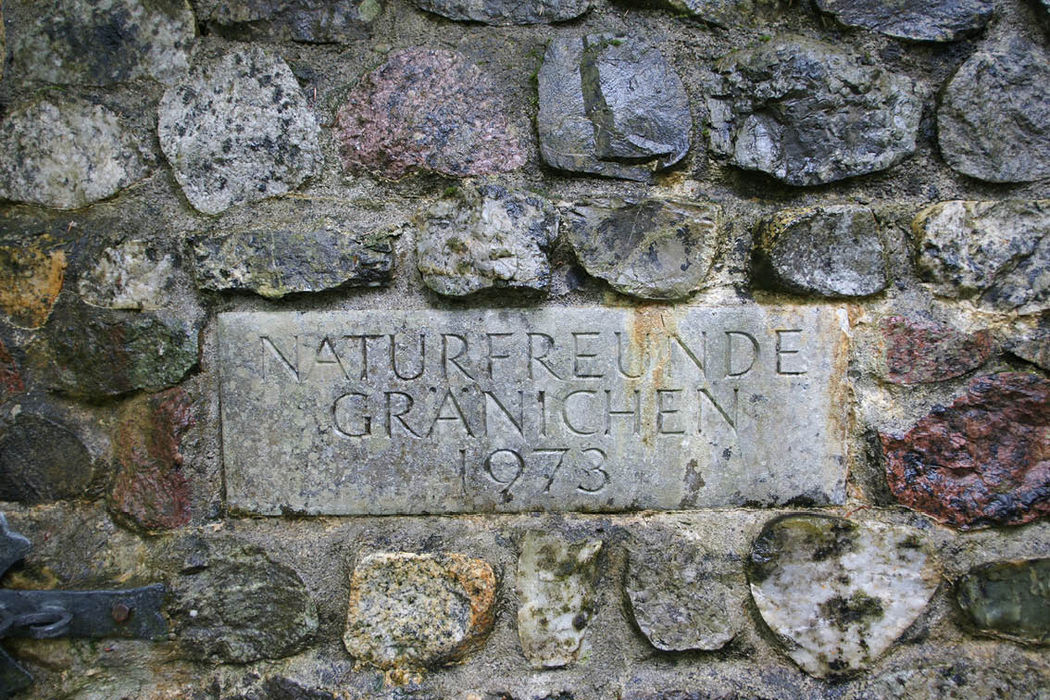 NATURFREUNDE
GRÄNICHEN
1973